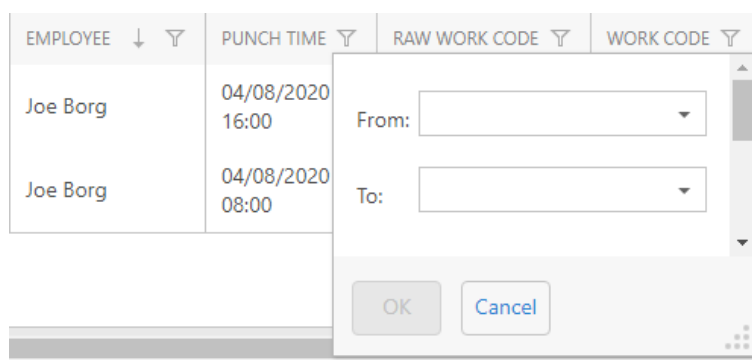 EMPLOYEE PUNCH TIME RAW WORK CODE WORK CODE
Joe Borg 04/08/2020
16:00
From:
Joe Borg 04/08/2020
08:00
To:
OK Cancel